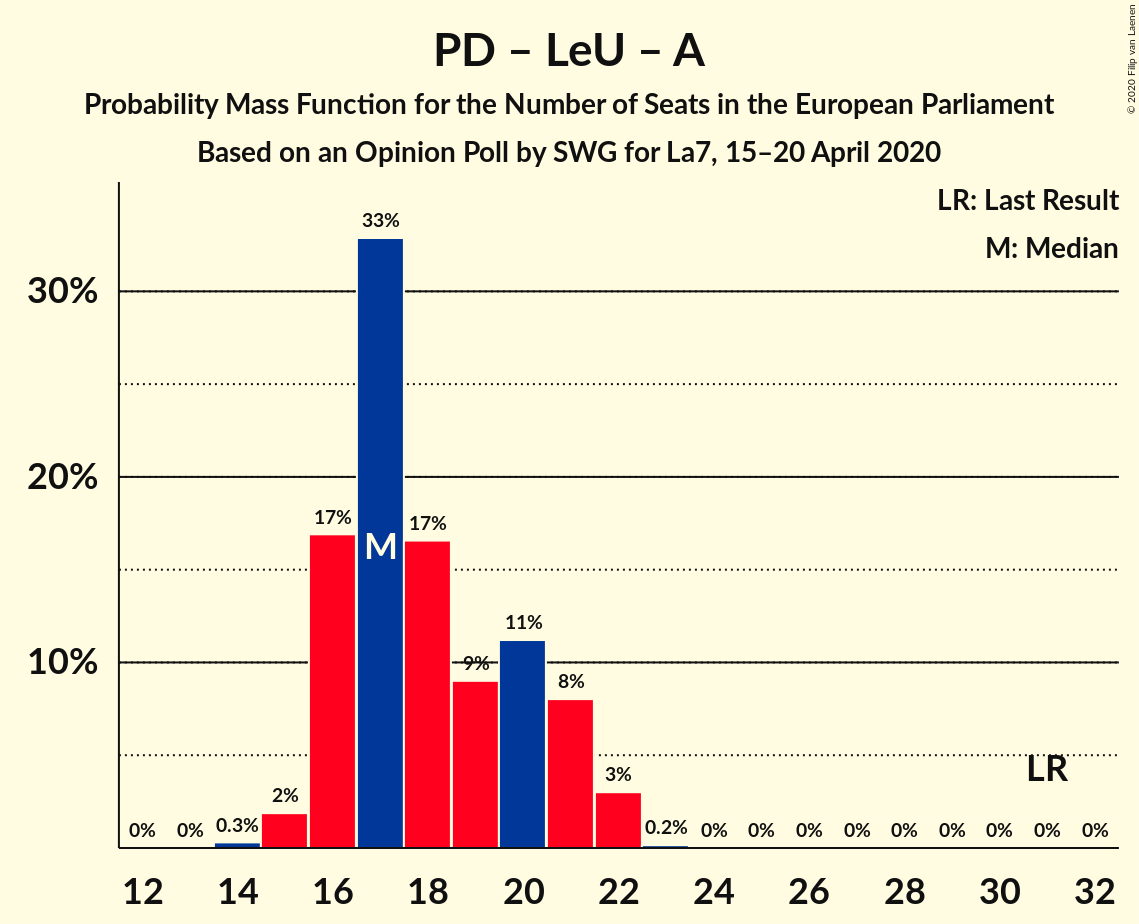 PD – LeU – A
Probability Mass Function for the Number of Seats in the European Parliament
Based on an Opinion Poll by SWG for La7, 15–20 April 2020
© 2020 Filip van Laenen
LR: Last Result
M: Median
30%
20%
10%
0%
0%
0.3%
2%
17%
33%
17%
9%
11%
8%
3%
0.2%
0%
0%
0%
0%
0%
0%
0%
0%
0%
M
LR
12 14 16 18 20 22 24 26 28 30 32